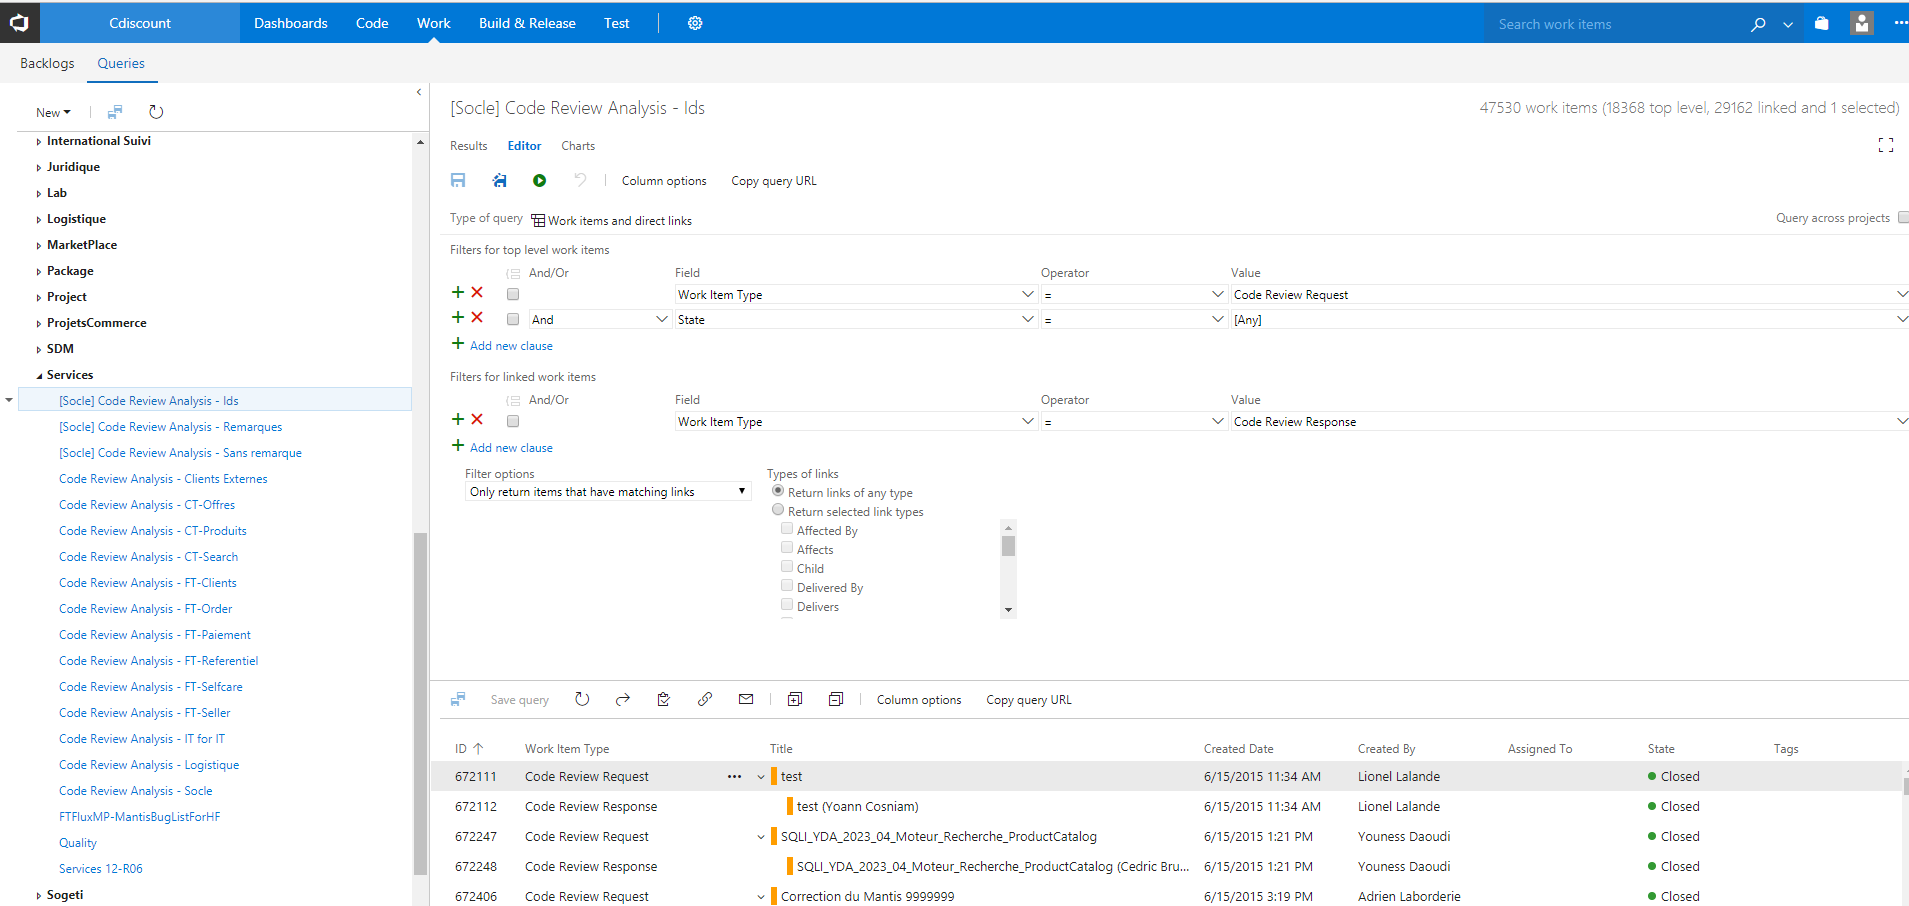 Cdiscount Dashboards Code Work Build & Release Test Search work items
Backlogs Queries
New
International Suivi
Juridique
Lab
Logistique
MarketPlace
Package
Project
ProjetsCommerce
SDM
Services
[Socle] Code Review Analysis - Ids
[Socle] Code Review Analysis - Remarques
[Socle] Code Review Analysis - Sans remarque
Code Review Analysis - Clients Externes
Code Review Analysis - CT-Offres
Code Review Analysis - CT-Produits
Code Review Analysis - CT-Search
Code Review Analysis - FT-Clients
Code Review Analysis - FT-Order
Code Review Analysis - FT-Paiement
Code Review Analysis - FT-Referentiel
Code Review Analysis - FT-Selfcare
Code Review Analysis - FT-Seller
Code Review Analysis - IT for IT
Code Review Analysis - Logistique
Code Review Analysis - Socle
FTFluxMP-MantisBugListForHF
Quality
Services 12-R06
Sogeti
[Socle] Code Review Analysis - Ids 47530 work items (18368 top level, 29162 linked and 1 selected)
Results Editor Charts
Column options Copy query URL
Type of query Work items and direct links Query across projects
Filters for top level work items
And/Or Field Operator Value
Work Item Type = Code Review Request
And State = [Any]
Add new clause
Filters for linked work items
And/Or Field Operator Value
Work Item Type = Code Review Response
Add new clause
Filter options Types of links
Only return items that have matching links Return links of any type
Return selected link types
Affected By
Affects
Child
Delivered By
Delivers
Save query Column options Copy query URL
ID Work Item Type Title Created Date Created By Assigned To State Tags
672111 Code Review Request ... test 6/15/2015 11:34 AM Lionel Lalande Closed
672112 Code Review Response test (Yoann Cosniam) 6/15/2015 11:34 AM Lionel Lalande Closed
672247 Code Review Request SQLI_YDA_2023_04_Moteur_Recherche_ProductCatalog 6/15/2015 1:21 PM Youness Daoudi Closed
672248 Code Review Response SQLI_YDA_2023_04_Moteur_Recherche_ProductCatalog (Cedric Bru... 6/15/2015 1:21 PM Youness Daoudi Closed
672406 Code Review Request Correction du Mantis 9999999 6/15/2015 3:19 PM Adrien Laborderie Closed